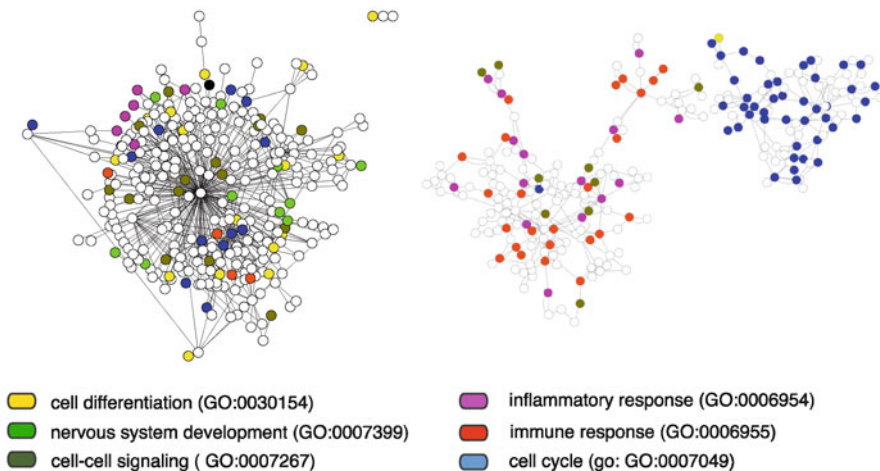 cell differentiation (GO:0030154)
nervous system development (GO:0007399)
cell-cell signaling ( GO:0007267)
inflammatory response (GO:0006954)
immune response (GO:0006955)
cell cycle (go: GO:0007049)